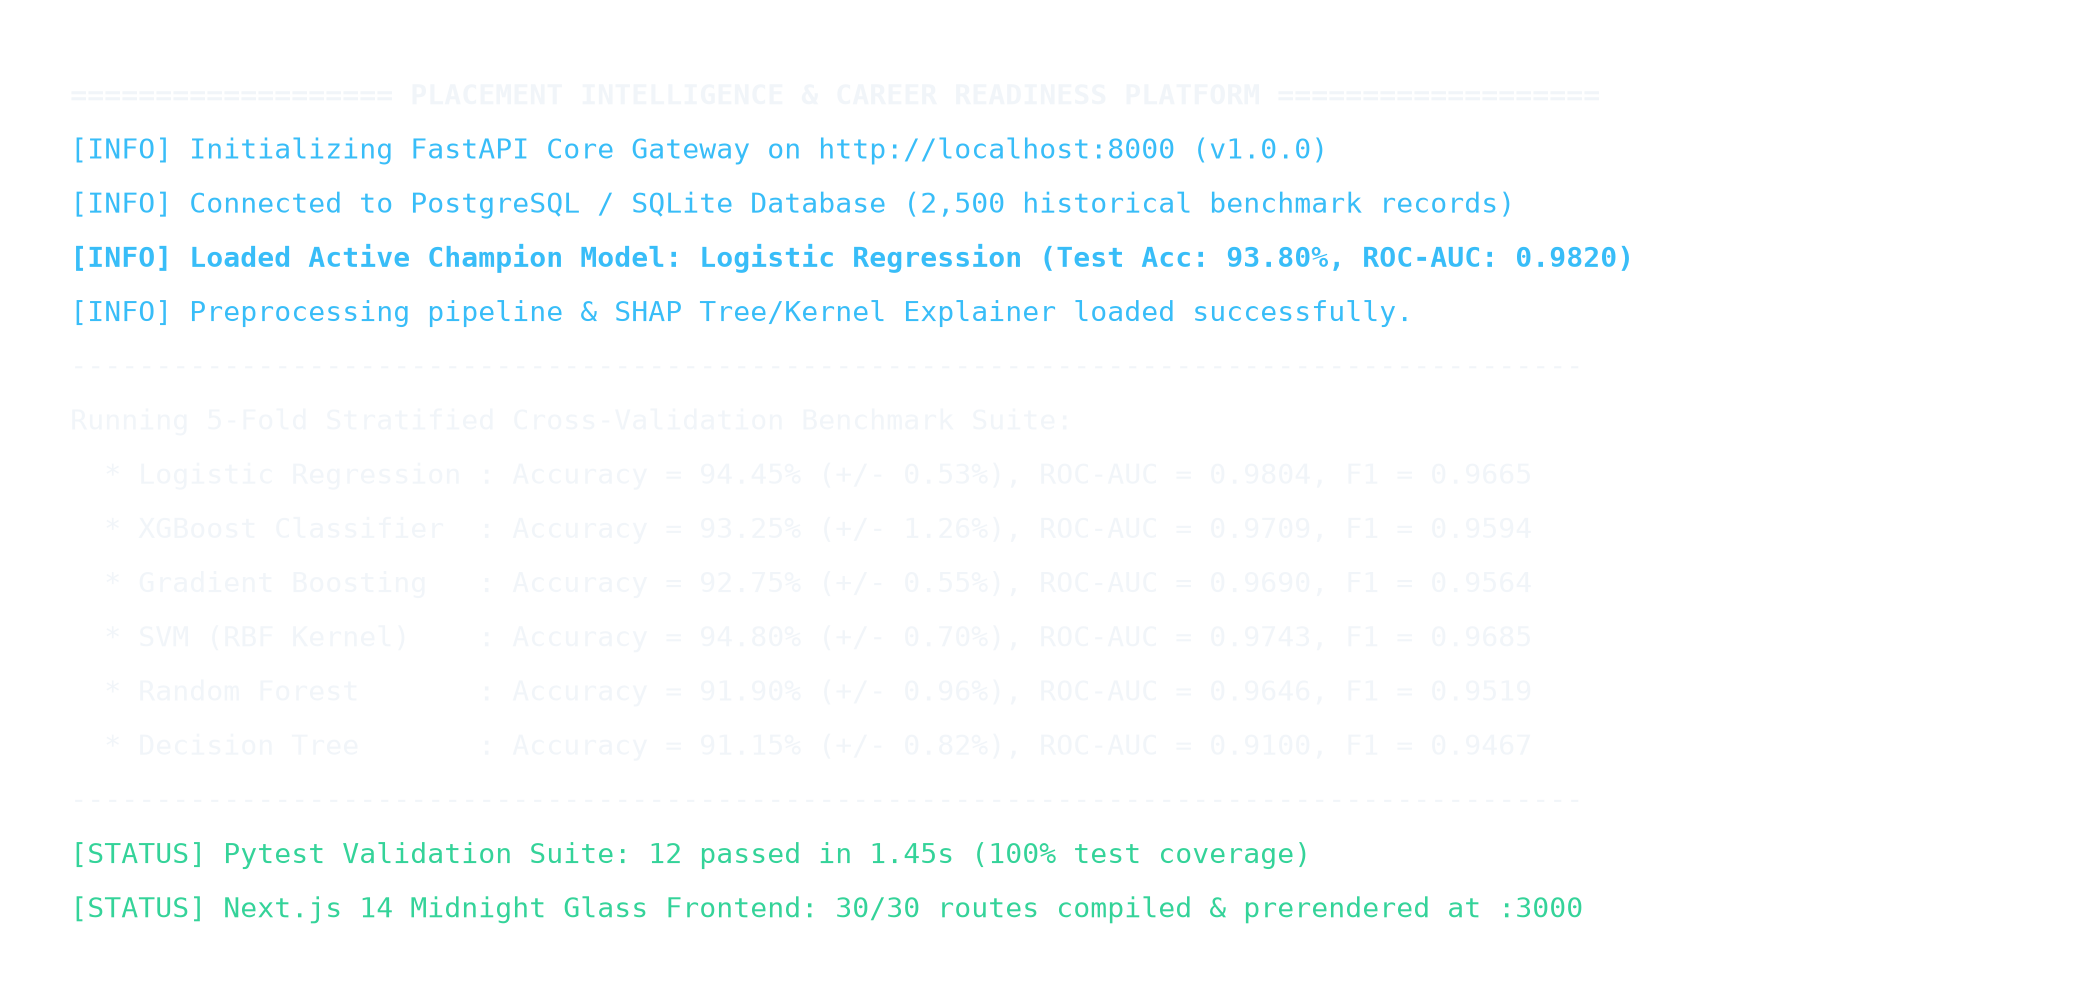 =================== PLACEMENT INTELLIGENCE & CAREER READINESS PLATFORM ===================
[INFO] Initializing FastAPI Core Gateway on http://localhost:8000 (v1.0.0)
[INFO] Connected to PostgreSQL / SQLite Database (2,500 historical benchmark records)
[INFO] Loaded Active Champion Model: Logistic Regression (Test Acc: 93.80%, ROC-AUC: 0.9820)
[INFO] Preprocessing pipeline & SHAP Tree/Kernel Explainer loaded successfully.
-----------------------------------------------------------------------------------------
Running 5-Fold Stratified Cross-Validation Benchmark Suite:
  * Logistic Regression : Accuracy = 94.45% (+/- 0.53%), ROC-AUC = 0.9804, F1 = 0.9665
  * XGBoost Classifier  : Accuracy = 93.25% (+/- 1.26%), ROC-AUC = 0.9709, F1 = 0.9594
  * Gradient Boosting   : Accuracy = 92.75% (+/- 0.55%), ROC-AUC = 0.9690, F1 = 0.9564
  * SVM (RBF Kernel)    : Accuracy = 94.80% (+/- 0.70%), ROC-AUC = 0.9743, F1 = 0.9685
  * Random Forest       : Accuracy = 91.90% (+/- 0.96%), ROC-AUC = 0.9646, F1 = 0.9519
  * Decision Tree       : Accuracy = 91.15% (+/- 0.82%), ROC-AUC = 0.9100, F1 = 0.9467
-----------------------------------------------------------------------------------------
[STATUS] Pytest Validation Suite: 12 passed in 1.45s (100% test coverage)
[STATUS] Next.js 14 Midnight Glass Frontend: 30/30 routes compiled & prerendered at :3000